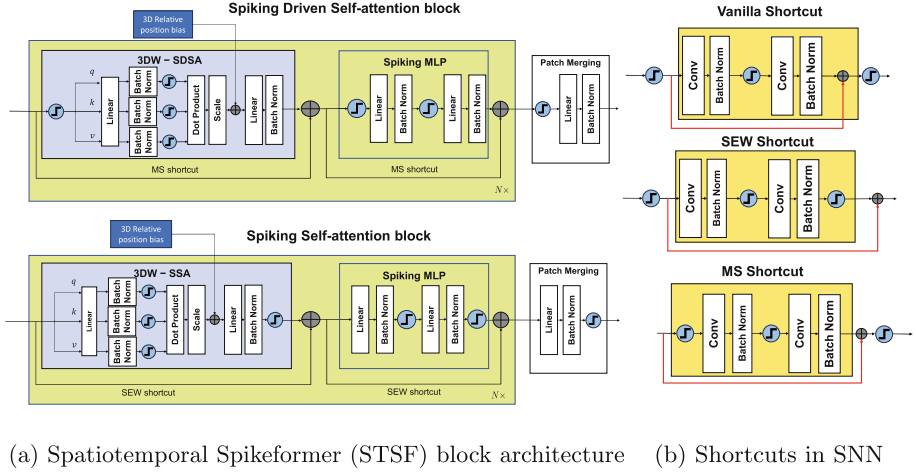 Spiking Driven Self-attention block
3D Relative
position bias
3DW – SDSA
q
k
v
Linear
Batch
Norm
Batch
Norm
Batch
Norm
Dot Product
Scale
Linear
Batch Norm
MS shortcut
Spiking MLP
Linear
Batch Norm
Linear
Batch Norm
MS shortcut
N×
Patch Merging
Linear
Batch Norm
Spiking Self-attention block
3D Relative
position bias
3DW – SSA
q
k
v
Linear
Batch
Norm
Batch
Norm
Batch
Norm
Dot Product
Scale
Linear
Batch Norm
SEW shortcut
Spiking MLP
Linear
Batch Norm
Linear
Batch Norm
SEW shortcut
N×
Patch Merging
Linear
Batch Norm
(a) Spatiotemporal Spikeformer (STSF) block architecture
Vanilla Shortcut
Conv
Batch Norm
Conv
Batch Norm
SEW Shortcut
Conv
Batch Norm
Conv
Batch Norm
MS Shortcut
Conv
Batch Norm
Conv
Batch Norm
(b) Shortcuts in SNN